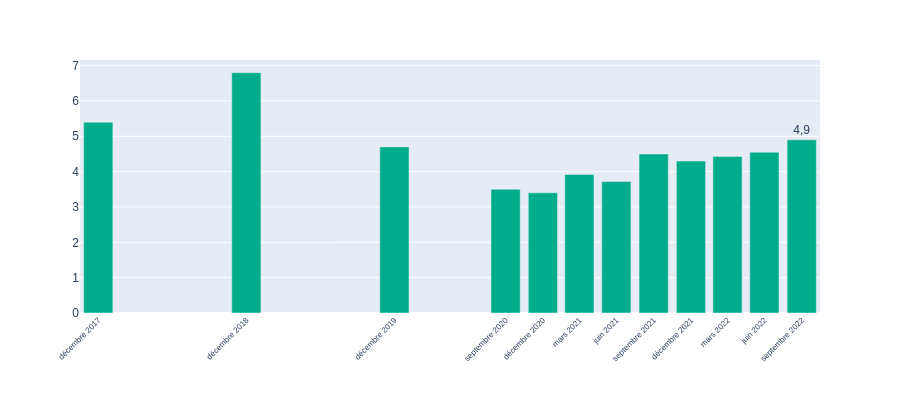 7
6
5
4
3
2
1
0
4,9
décembre 2017
décembre 2018
décembre 2019
septembre 2020
décembre 2020
mars 2021
juin 2021
septembre 2021
décembre 2021
mars 2022
juin 2022
septembre 2022